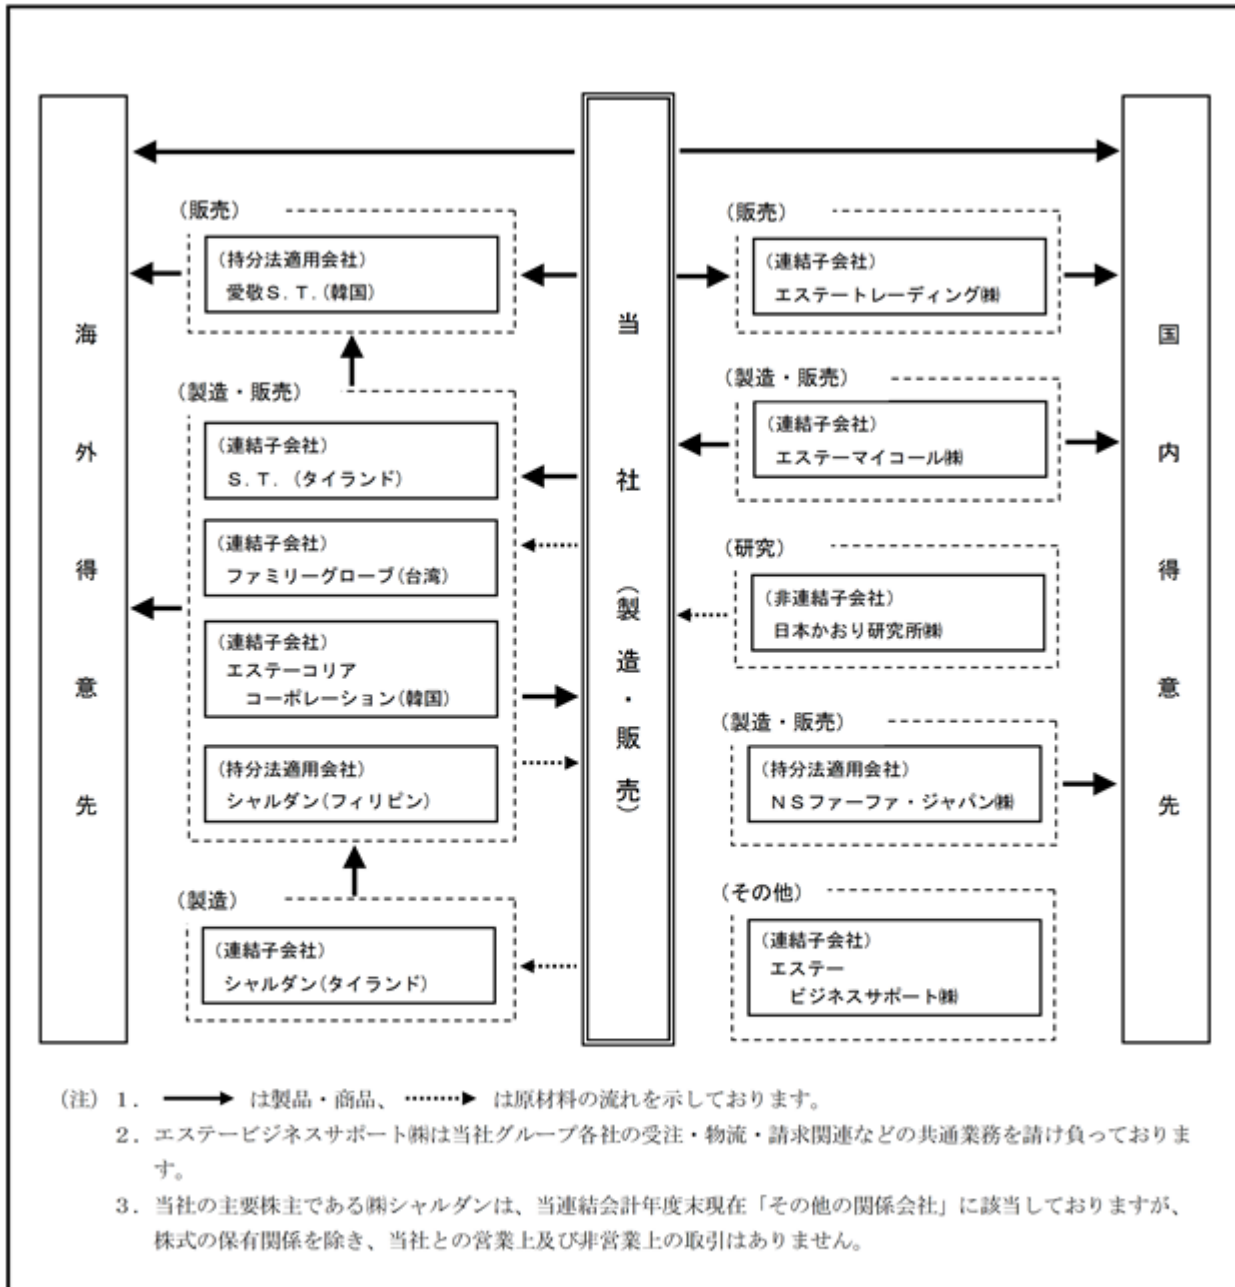 海外得意先
(販売)
(持分法適用会社)
愛敬S.T.(韓国)
(製造・販売)
(連結子会社)
S.T.(タイランド)
(連結子会社)
ファミリーグローブ(台湾)
(連結子会社)
エステーコリア
コーポレーション(韓国)
(持分法適用会社)
シャルダン(フィリピン)
(製造)
(連結子会社)
シャルダン(タイランド)
当社(製造・販売)
(販売)
(連結子会社)
エステートレーディング㈱
(製造・販売)
(連結子会社)
エステーマイコール㈱
(研究)
(非連結子会社)
日本かおり研究所㈱
(製造・販売)
(持分法適用会社)
NSファーファ・ジャパン㈱
(その他)
(連結子会社)
エステー
ビジネスサポート㈱
国内得意先
(注) 1. ──→ は製品・商品、 ……→ は原材料の流れを示しております。
2. エステービジネスサポート㈱は当社グループ各社の受注・物流・請求関連などの共通業務を請け負っておりま
す。
3. 当社の主要株主である㈱シャルダンは、当連結会計年度末現在「その他の関係会社」に該当しておりますが、
株式の保有関係を除き、当社との営業上及び非営業上の取引はありません。